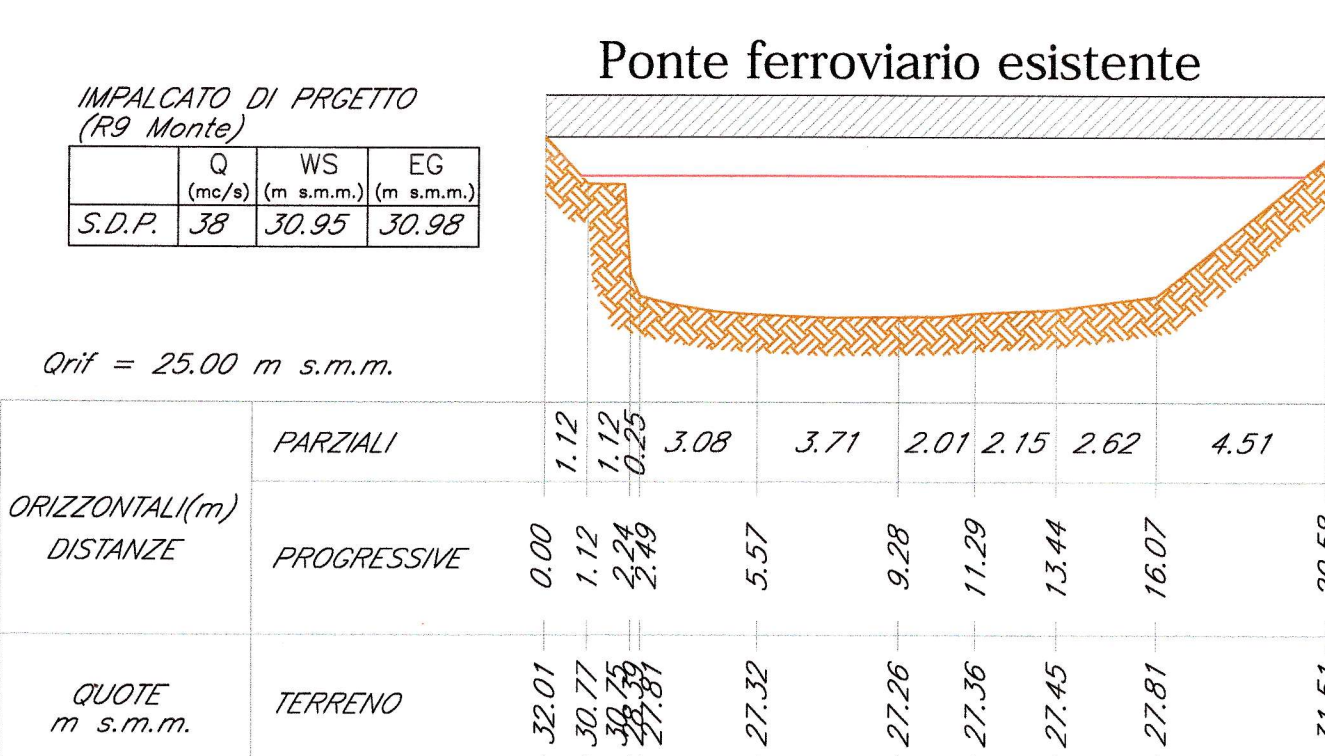 Ponte ferroviario esistente
IMPALCATO DI PRGETTO
(R9 Monte)
Q WS EG
(mc/s) (m s.m.m.) (m s.m.m.)
S.D.P. 38 30.95 30.98
Qrif = 25.00 m s.m.m.
PARZIALI 1.12 1.12 0.25 3.08 3.71 2.01 2.15 2.62 4.51
ORIZZONTALI(m)
DISTANZE
PROGRESSIVE 0.00 1.12 2.24 2.49 5.57 9.28 11.29 13.44 16.07
QUOTE
m s.m.m.
TERRENO 32.01 30.77 30.75 28.39 27.81 27.32 27.26 27.36 27.45 27.81